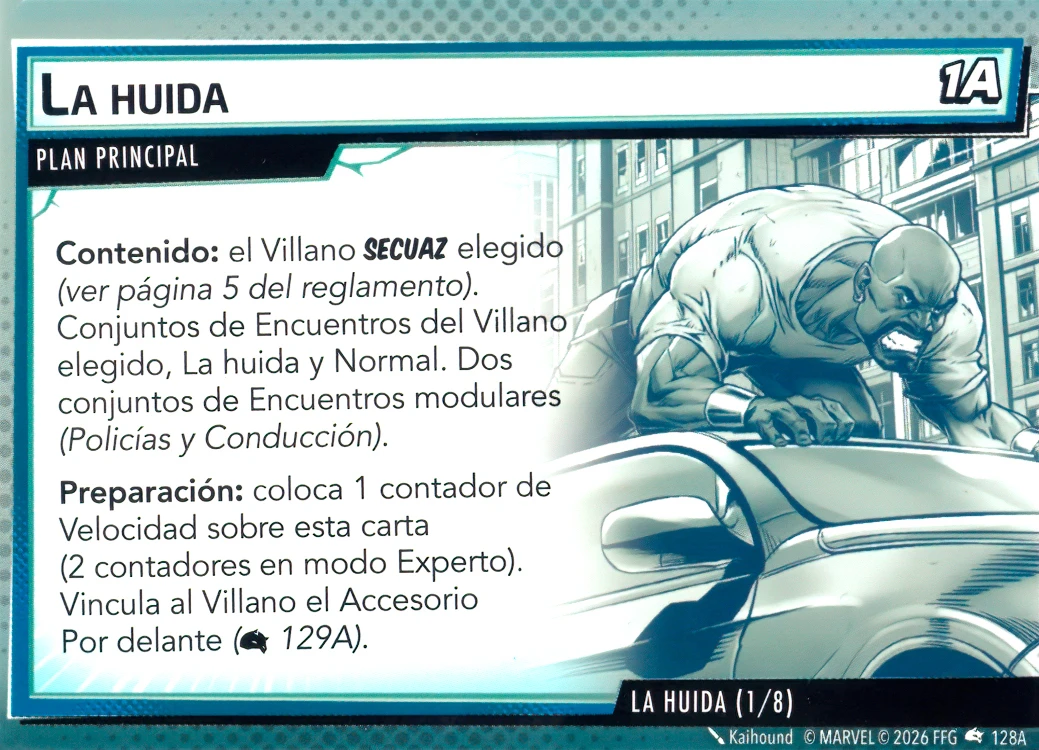 LA HUIDA
1A
PLAN PRINCIPAL
Contenido: el Villano SECUAZ elegido
(ver página 5 del reglamento).
Conjuntos de Encuentros del Villano
elegido, La huida y Normal. Dos
conjuntos de Encuentros modulares
(Policías y Conducción).
Preparación: coloca 1 contador de
Velocidad sobre esta carta
(2 contadores en modo Experto).
Vincula al Villano el Accesorio
Por delante ( 129A).
LA HUIDA (1/8)
Kaihound © MARVEL © 2026 FFG 128A